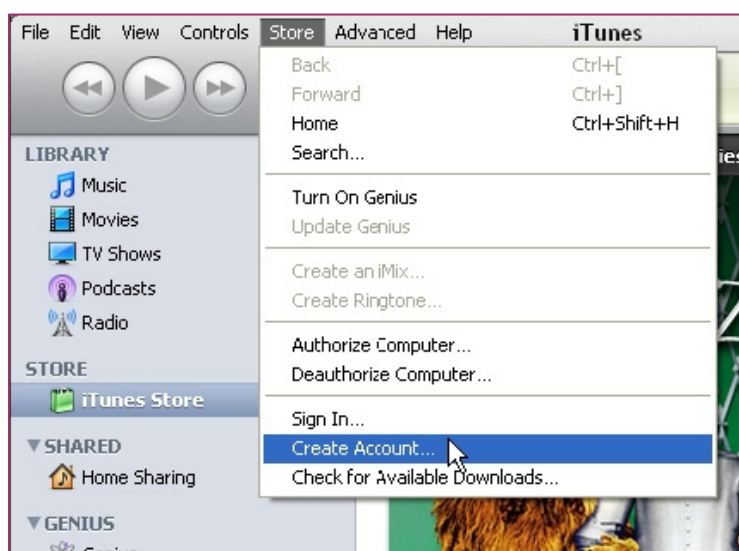 File Edit View Controls Store Advanced Help iTunes
Back Ctrl+[
Forward Ctrl+]
Home Ctrl+Shift+H
Search...
Turn On Genius
Update Genius
Create an iMix...
Create Ringtone...
Authorize Computer...
Deauthorize Computer...
Sign In...
Create Account...
Check for Available Downloads...
LIBRARY
Music
Movies
TV Shows
Podcasts
Radio
STORE
iTunes Store
SHARED
Home Sharing
GENIUS